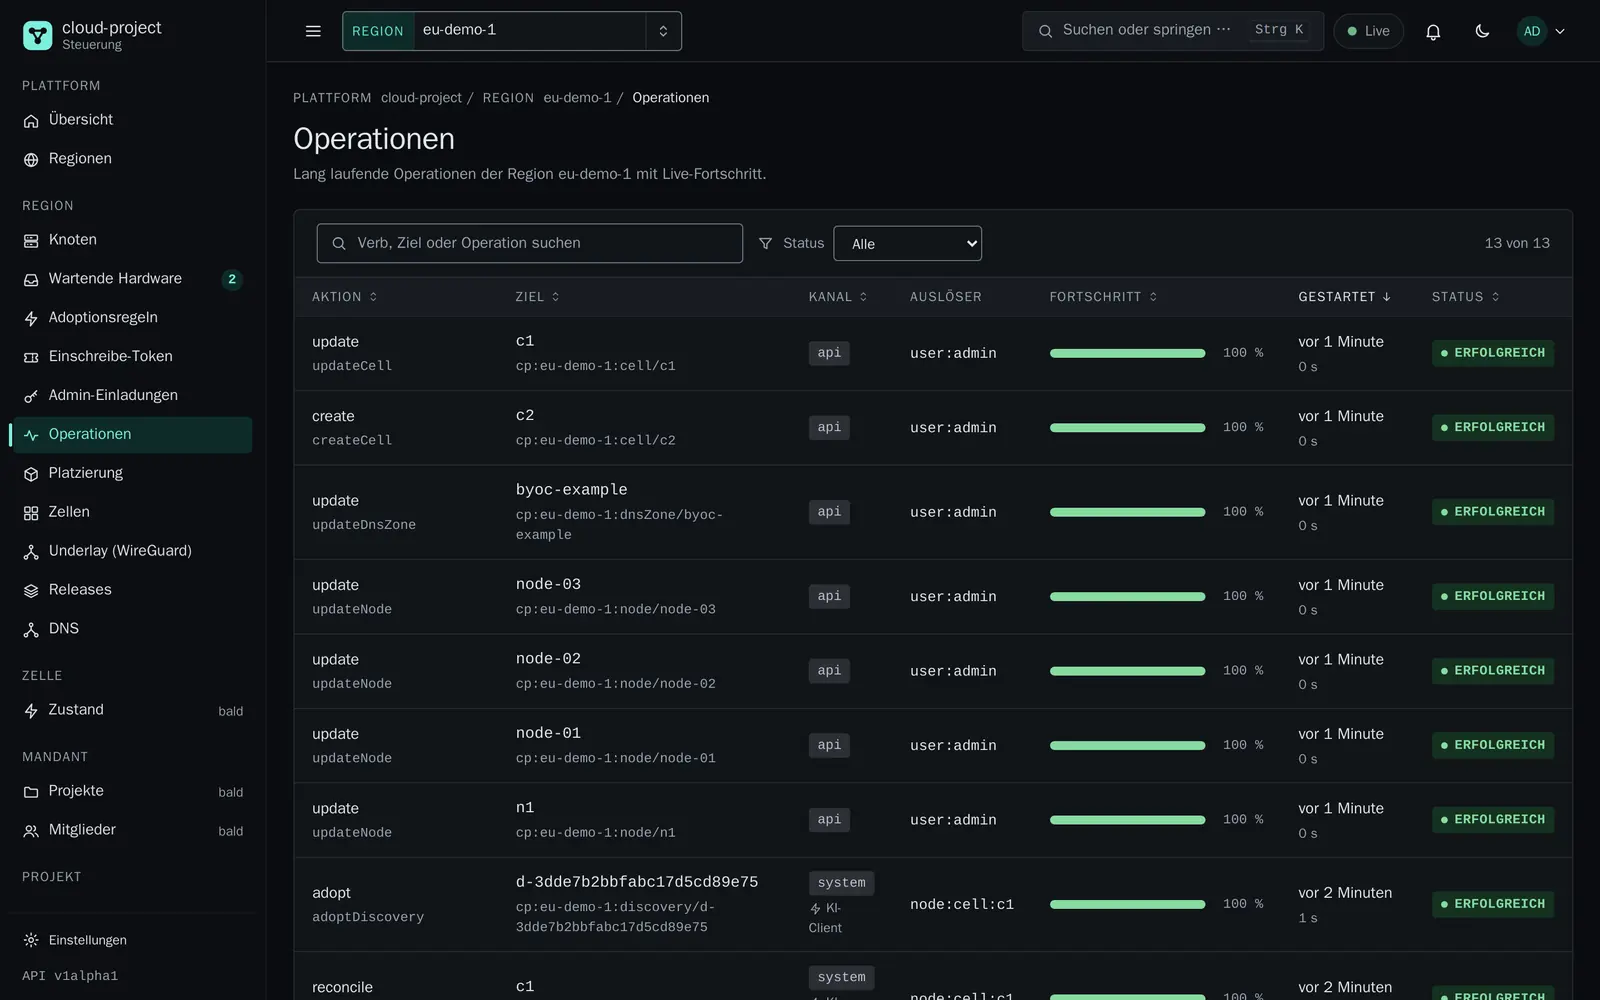 cloud-project
Steuerung
REGION eu-demo-1
Suchen oder springen ··· Strg K
Live
AD
PLATTFORM
Übersicht
Regionen
REGION
Knoten
Wartende Hardware 2
Adoptionsregeln
Einschreibe-Token
Admin-Einladungen
Operationen
Platzierung
Zellen
Underlay (WireGuard)
Releases
DNS
ZELLE
Zustand bald
MANDANT
Projekte bald
Mitglieder bald
PROJEKT
Einstellungen
API v1alpha1
PLATTFORM cloud-project / REGION eu-demo-1 / Operationen
Operationen
Lang laufende Operationen der Region eu-demo-1 mit Live-Fortschritt.
Verb, Ziel oder Operation suchen
Status Alle
13 von 13
AKTION ZIEL KANAL AUSLÖSER FORTSCHRITT GESTARTET STATUS
update c1 api user:admin 100 % vor 1 Minute ERFOLGREICH
updateCell cp:eu-demo-1:cell/c1 0 s
create c2 api user:admin 100 % vor 1 Minute ERFOLGREICH
createCell cp:eu-demo-1:cell/c2 0 s
update byoc-example api user:admin 100 % vor 1 Minute ERFOLGREICH
updateDnsZone cp:eu-demo-1:dnsZone/byoc- 0 s
example
update node-03 api user:admin 100 % vor 1 Minute ERFOLGREICH
updateNode cp:eu-demo-1:node/node-03 0 s
update node-02 api user:admin 100 % vor 1 Minute ERFOLGREICH
updateNode cp:eu-demo-1:node/node-02 0 s
update node-01 api user:admin 100 % vor 1 Minute ERFOLGREICH
updateNode cp:eu-demo-1:node/node-01 0 s
update n1 api user:admin 100 % vor 1 Minute ERFOLGREICH
updateNode cp:eu-demo-1:node/n1 0 s
adopt d-3dde7b2bbfabc17d5cd89e75 system node:cell:c1 100 % vor 2 Minuten ERFOLGREICH
adoptDiscovery cp:eu-demo-1:discovery/d- KI- 1 s
3dde7b2bbfabc17d5cd89e75 Client
reconcile c1 system node:cell:c1 100 % vor 2 Minuten ERFOLGREICH
KI-